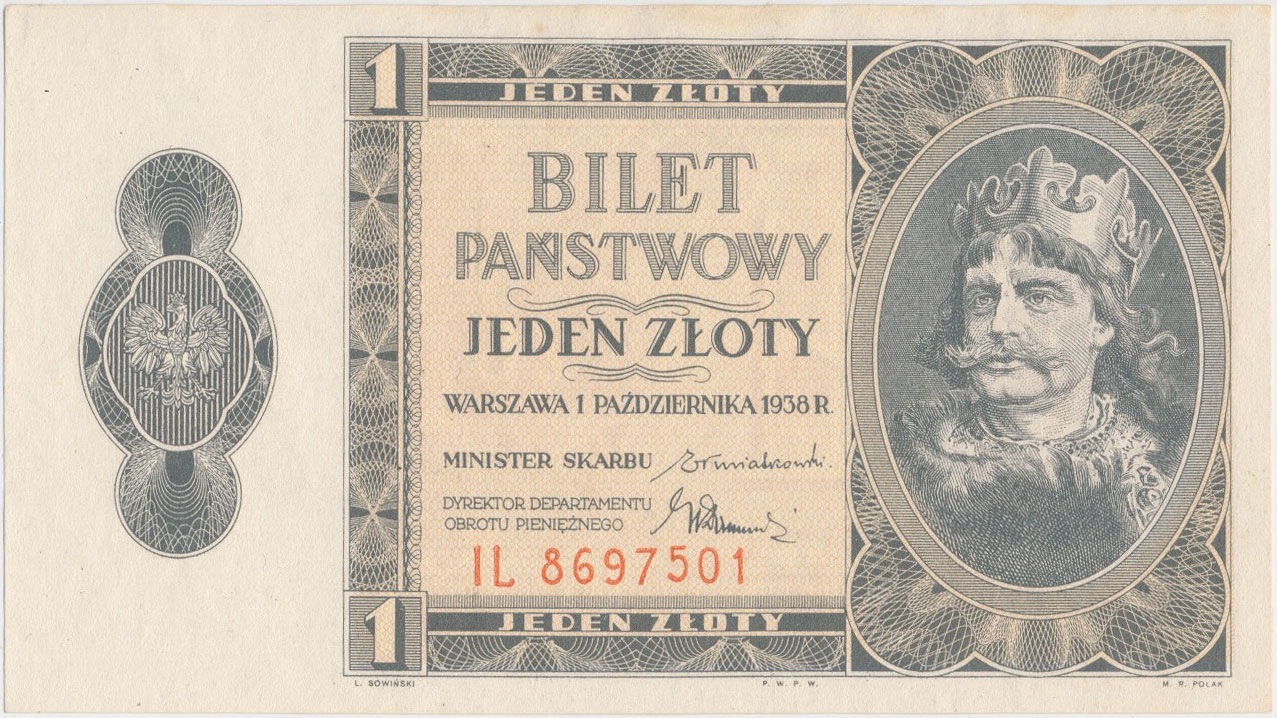 1 JEDEN ZŁOTY
BILET
PAŃSTWOWY
JEDEN ZŁOTY
WARSZAWA 1 PAŹDZIERNIKA 1938 R.
MINISTER SKARBU
DYREKTOR DEPARTAMENTU
OBROTU PIENIĘŻNEGO
IL 8697501
1 JEDEN ZŁOTY
L. SOWIŃSKI P. W. P. W. M. R. POLAK